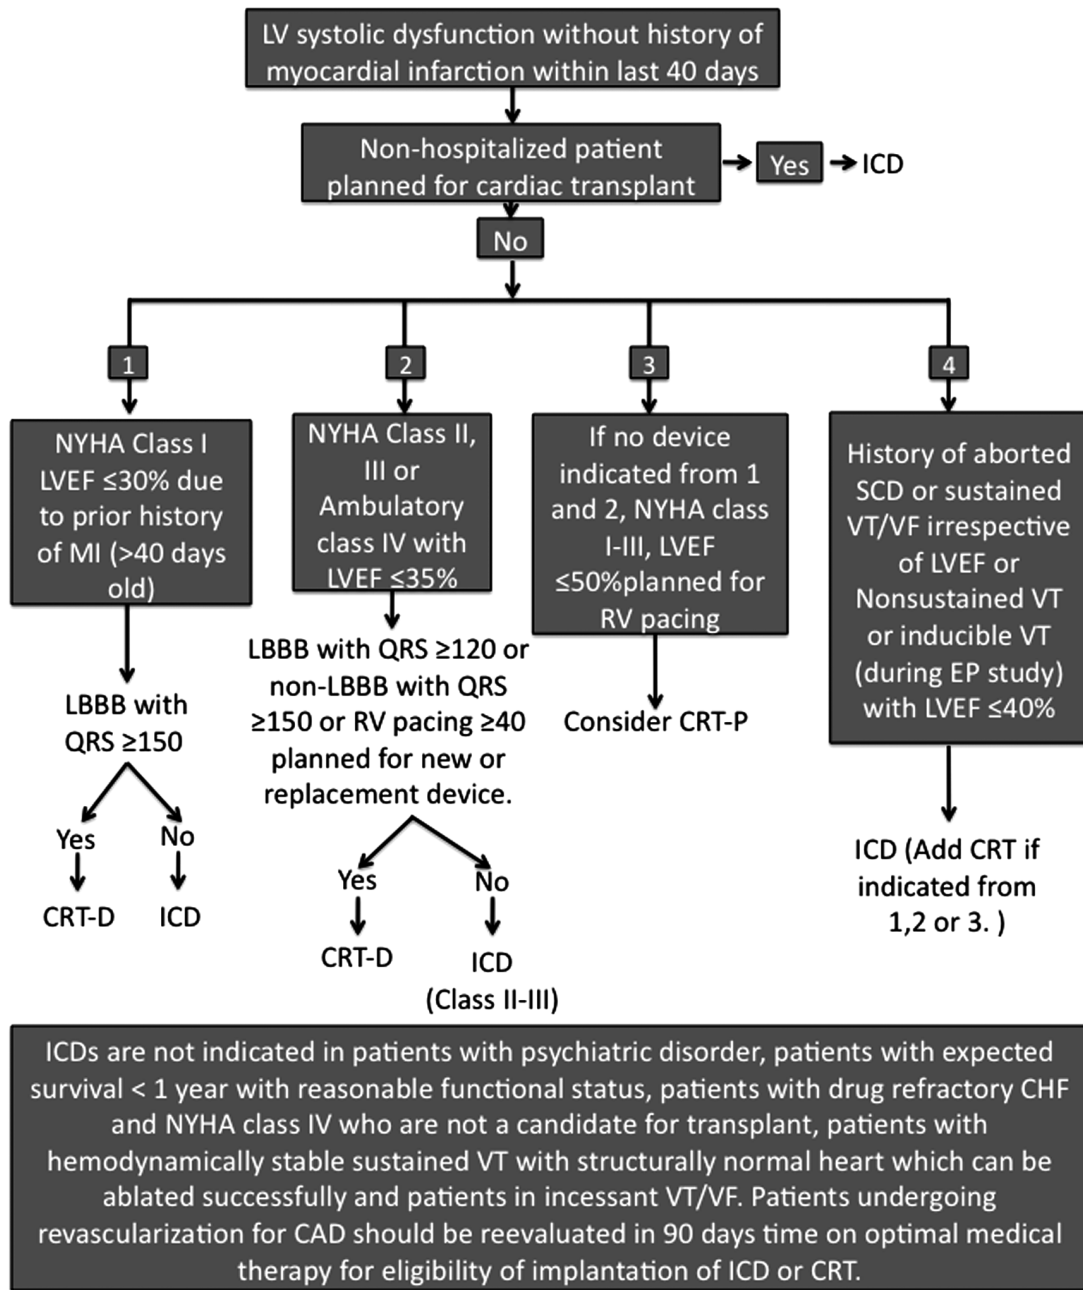 LV systolic dysfunction without history of
myocardial infarction within last 40 days
Non-hospitalized patient
planned for cardiac transplant
Yes
ICD
No
1
NYHA Class I
LVEF ≤30% due
to prior history
of MI (>40 days
old)
LBBB with
QRS ≥150
Yes
No
CRT-D
ICD
2
NYHA Class II,
III or
Ambulatory
class IV with
LVEF ≤35%
LBBB with QRS ≥120 or
non-LBBB with QRS
≥150 or RV pacing ≥40
planned for new or
replacement device.
Yes
No
CRT-D
ICD
(Class II-III)
3
If no device
indicated from 1
and 2, NYHA class
I-III, LVEF
≤50%planned for
RV pacing
Consider CRT-P
4
History of aborted
SCD or sustained
VT/VF irrespective
of LVEF or
Nonsustained VT
or inducible VT
(during EP study)
with LVEF ≤40%
ICD (Add CRT if
indicated from
1,2 or 3. )
ICDs are not indicated in patients with psychiatric disorder, patients with expected
survival < 1 year with reasonable functional status, patients with drug refractory CHF
and NYHA class IV who are not a candidate for transplant, patients with
hemodynamically stable sustained VT with structurally normal heart which can be
ablated successfully and patients in incessant VT/VF. Patients undergoing
revascularization for CAD should be reevaluated in 90 days time on optimal medical
therapy for eligibility of implantation of ICD or CRT.